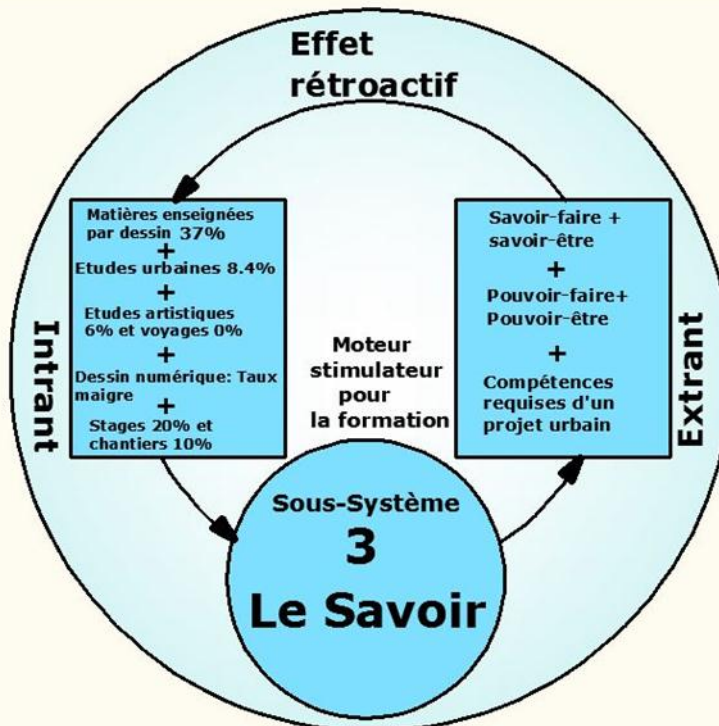 Effet
rétroactif
Intrant
Matières enseignées
par dessin 37%
+
Etudes urbaines 8.4%
+
Etudes artistiques
6% et voyages 0%
+
Dessin numérique: Taux
maigre
+
Stages 20% et
chantiers 10%
Moteur
stimulateur
pour
la formation
Savoir-faire +
savoir-être
+
Pouvoir-faire+
Pouvoir-être
+
Compétences
requises d'un
projet urbain
Extrant
Sous-Système
3
Le Savoir